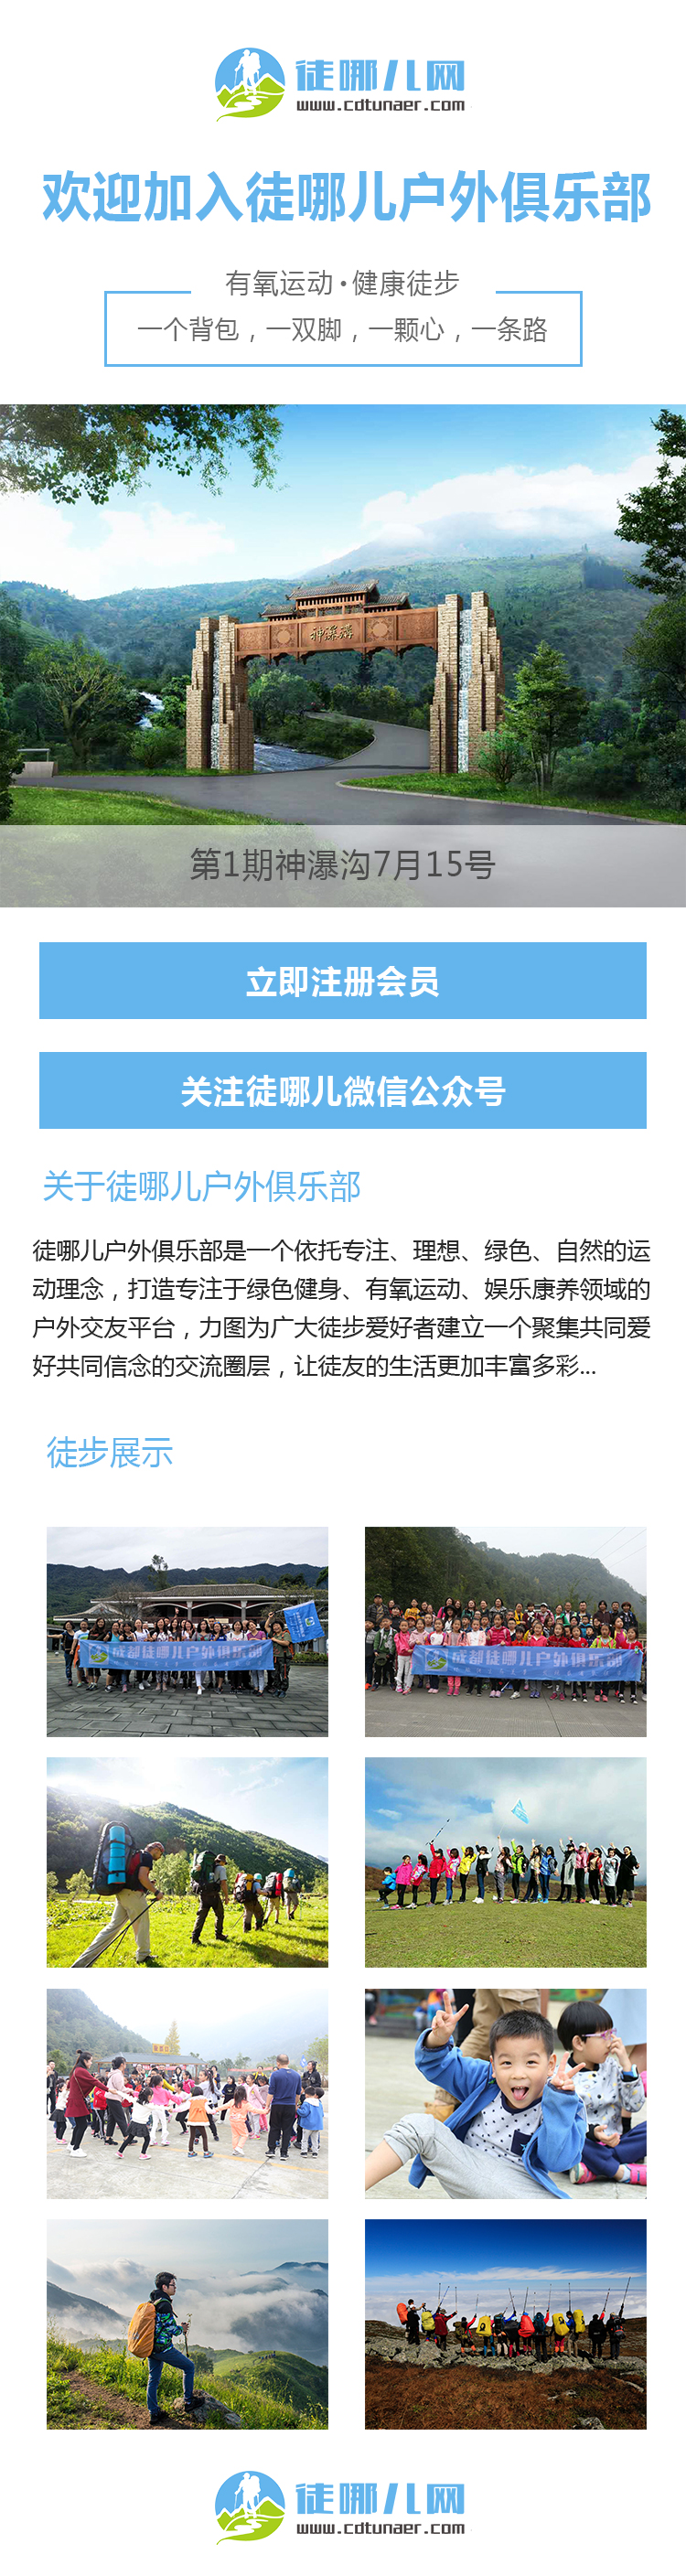 徒哪儿网
www.cdtunaer.com
欢迎加入徒哪儿户外俱乐部
有氧运动·健康徒步
一个背包，一双脚，一颗心，一条路
神瀑沟
第1期神瀑沟7月15号
立即注册会员
关注徒哪儿微信公众号
关于徒哪儿户外俱乐部
徒哪儿户外俱乐部是一个依托专注、理想、绿色、自然的运
动理念，打造专注于绿色健身、有氧运动、娱乐康养领域的
户外交友平台，力图为广大徒步爱好者建立一个聚集共同爱
好共同信念的交流圈层，让徒友的生活更加丰富多彩...
徒步展示
成都徒哪儿户外俱乐部
成都徒哪儿户外俱乐部
徒哪儿网
www.cdtunaer.com